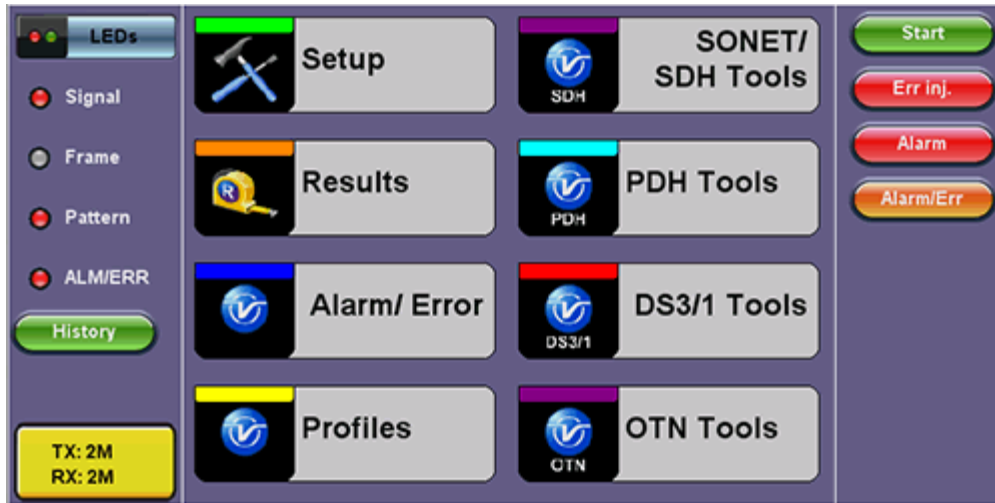 LEDs
Signal
Frame
Pattern
ALM/ERR
History
TX: 2M
RX: 2M
Setup
SONET/
SDH Tools
SDH
R
Results
PDH Tools
PDH
Alarm/ Error
DS3/1 Tools
DS3/1
Profiles
OTN Tools
OTN
Start
Err inj.
Alarm
Alarm/Err